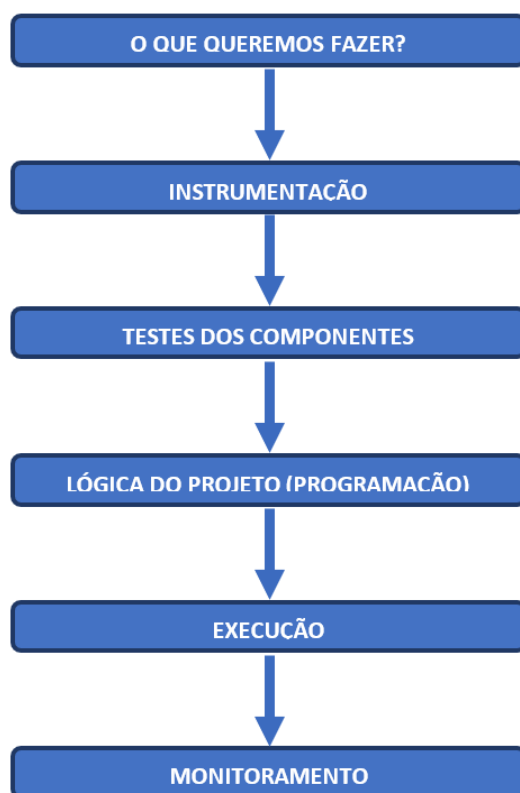 O QUE QUEREMOS FAZER?
INSTRUMENTAÇÃO
TESTES DOS COMPONENTES
LÓGICA DO PROJETO (PROGRAMAÇÃO)
EXECUÇÃO
MONITORAMENTO